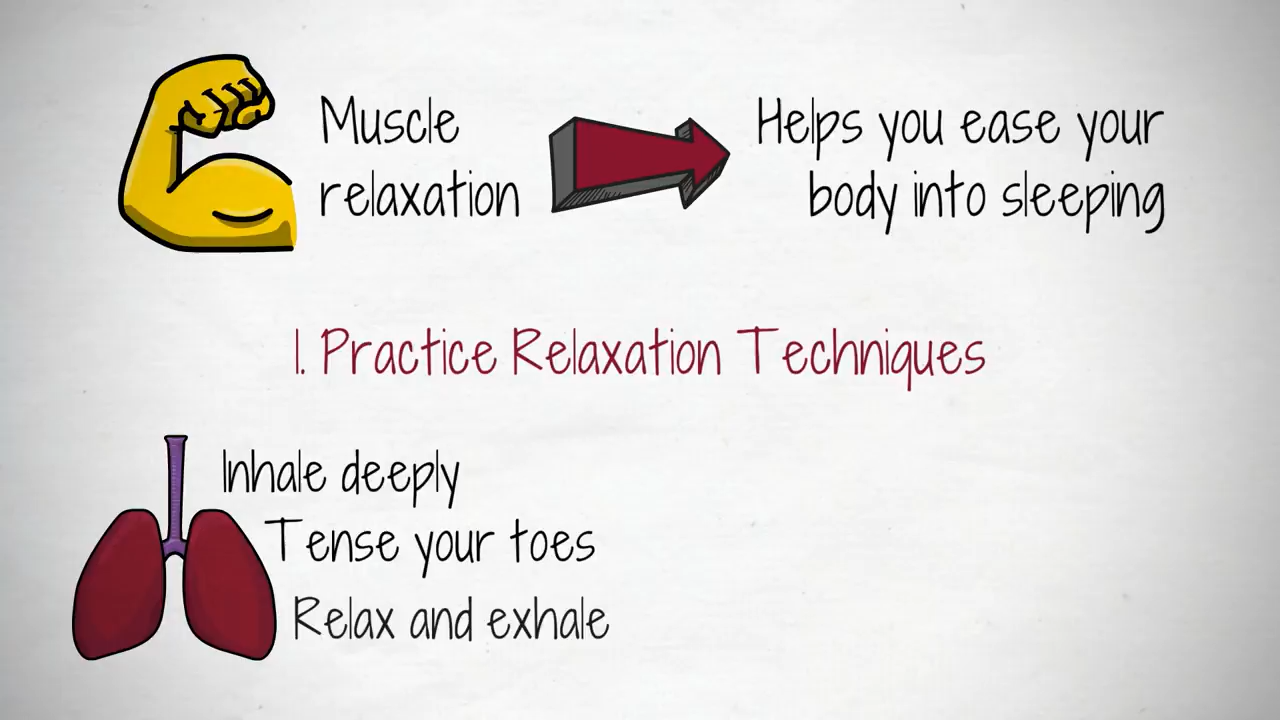 Muscle
relaxation
Helps you ease your
body into sleeping
1. Practice Relaxation Techniques
Inhale deeply
Tense your toes
Relax and exhale